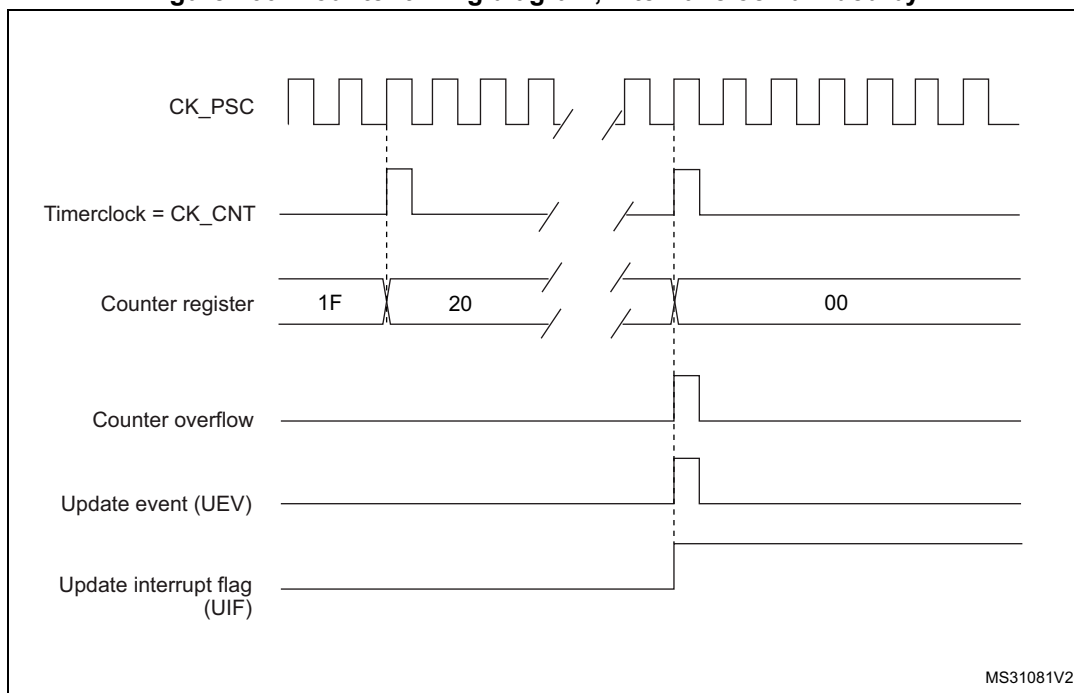 CK_PSC
Timerclock = CK_CNT
Counter register
1F
20
00
Counter overflow
Update event (UEV)
Update interrupt flag
(UIF)
MS31081V2